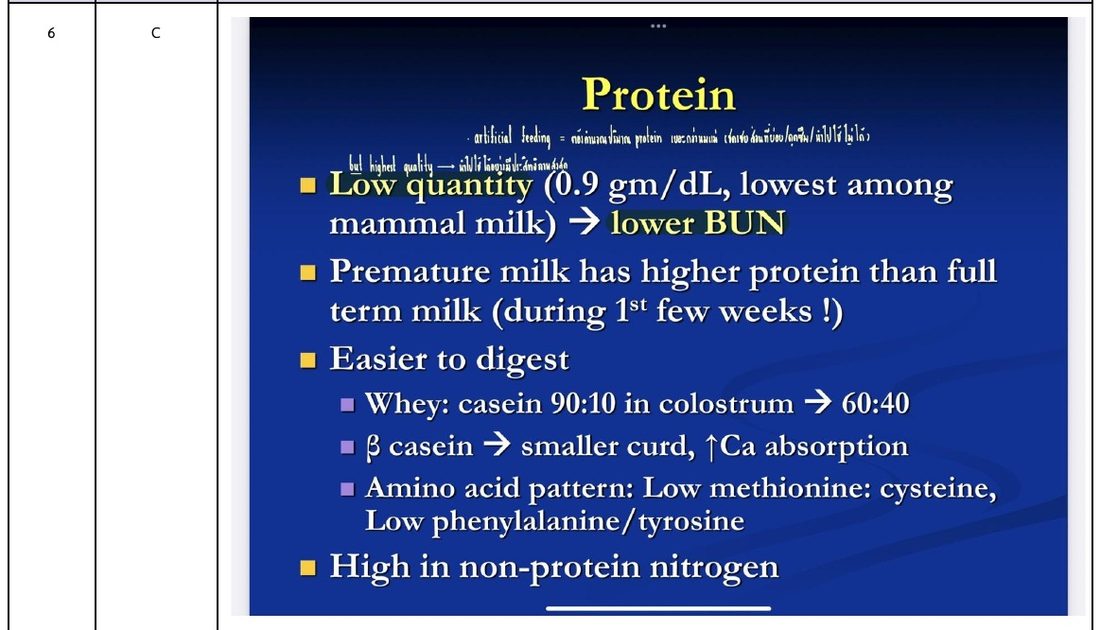 6
C
Protein
· artificial feeding = protein
but highest quality →
■ Low quantity (0.9 gm/dL, lowest among
mammal milk) → lower BUN
■ Premature milk has higher protein than full
term milk (during 1st few weeks !)
■ Easier to digest
■ Whey: casein 90:10 in colostrum → 60:40
■ β casein → smaller curd, ↑Ca absorption
■ Amino acid pattern: Low methionine: cysteine,
Low phenylalanine/tyrosine
■ High in non-protein nitrogen